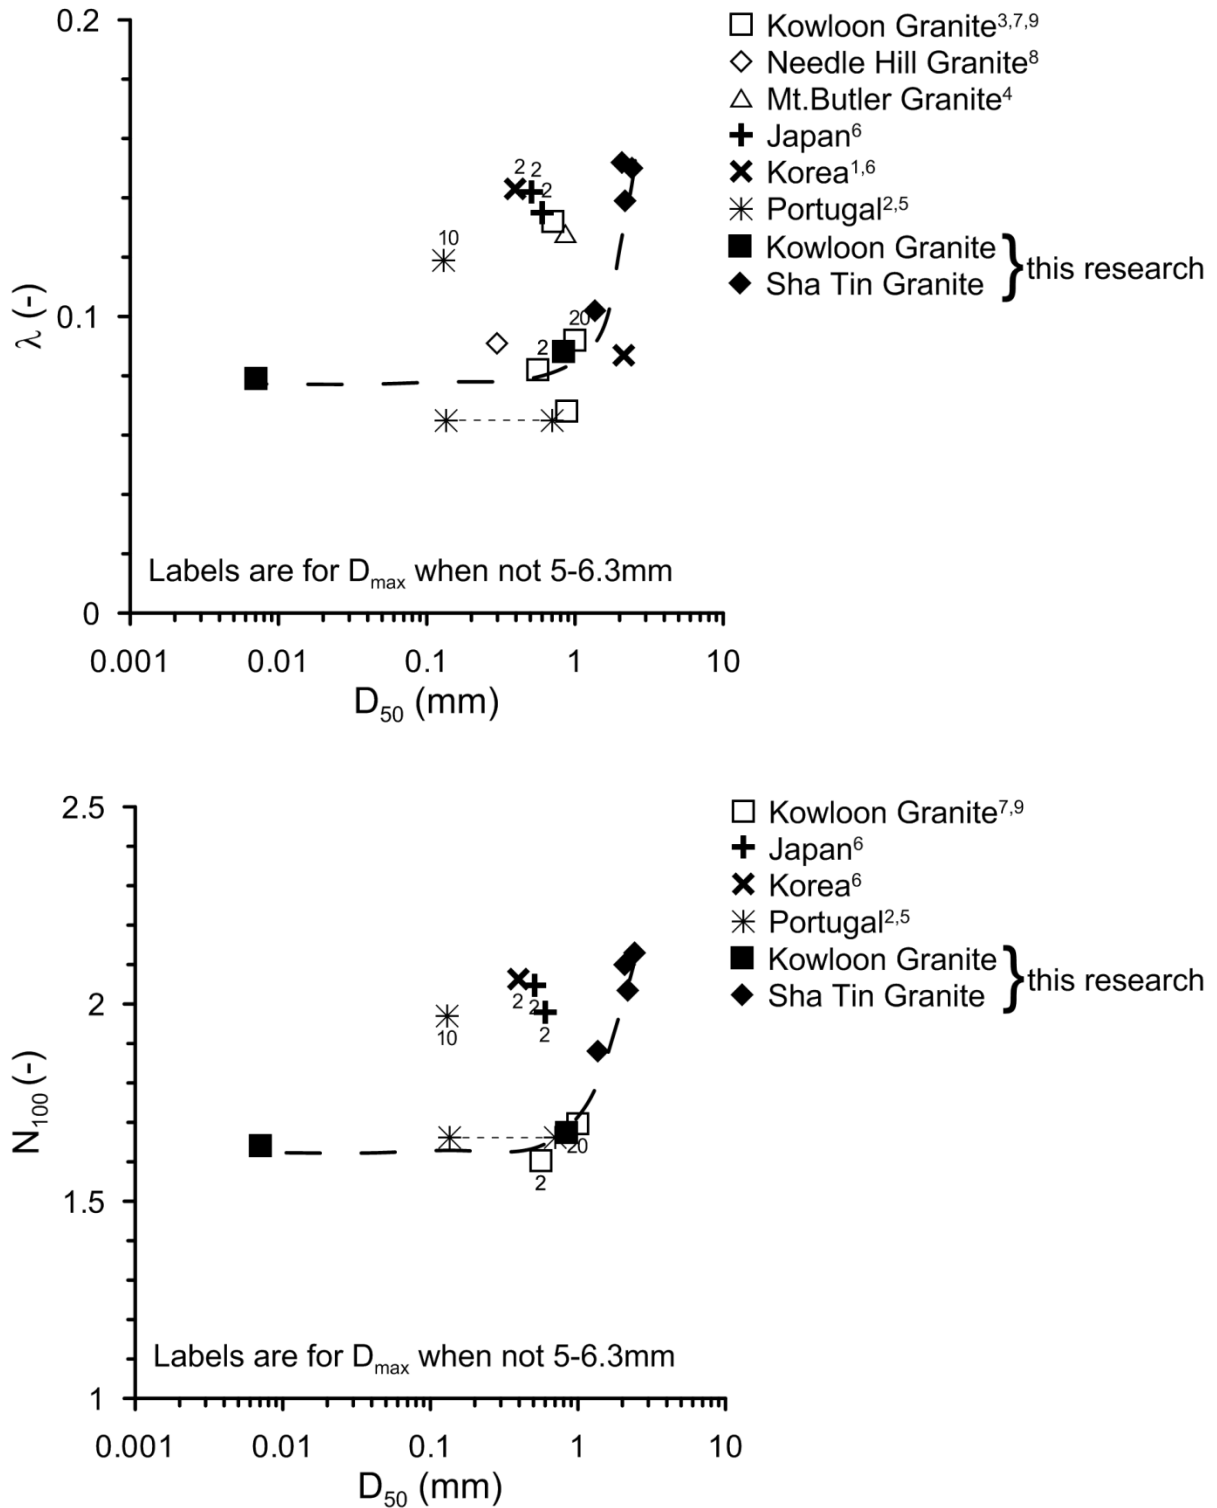 0.2
0.1
0
λ (-)
0.001 0.01 0.1 1 10
D50 (mm)
Kowloon Granite3,7,9
Needle Hill Granite8
Mt.Butler Granite4
Japan6
Korea1,6
Portugal2,5
Kowloon Granite
Sha Tin Granite
this research
2 2
2
10
20
2
Labels are for Dmax when not 5-6.3mm
2.5
2
1.5
1
N100 (-)
0.001 0.01 0.1 1 10
D50 (mm)
Kowloon Granite7,9
Japan6
Korea6
Portugal2,5
Kowloon Granite
Sha Tin Granite
this research
2 2
2
10
20
2
Labels are for Dmax when not 5-6.3mm